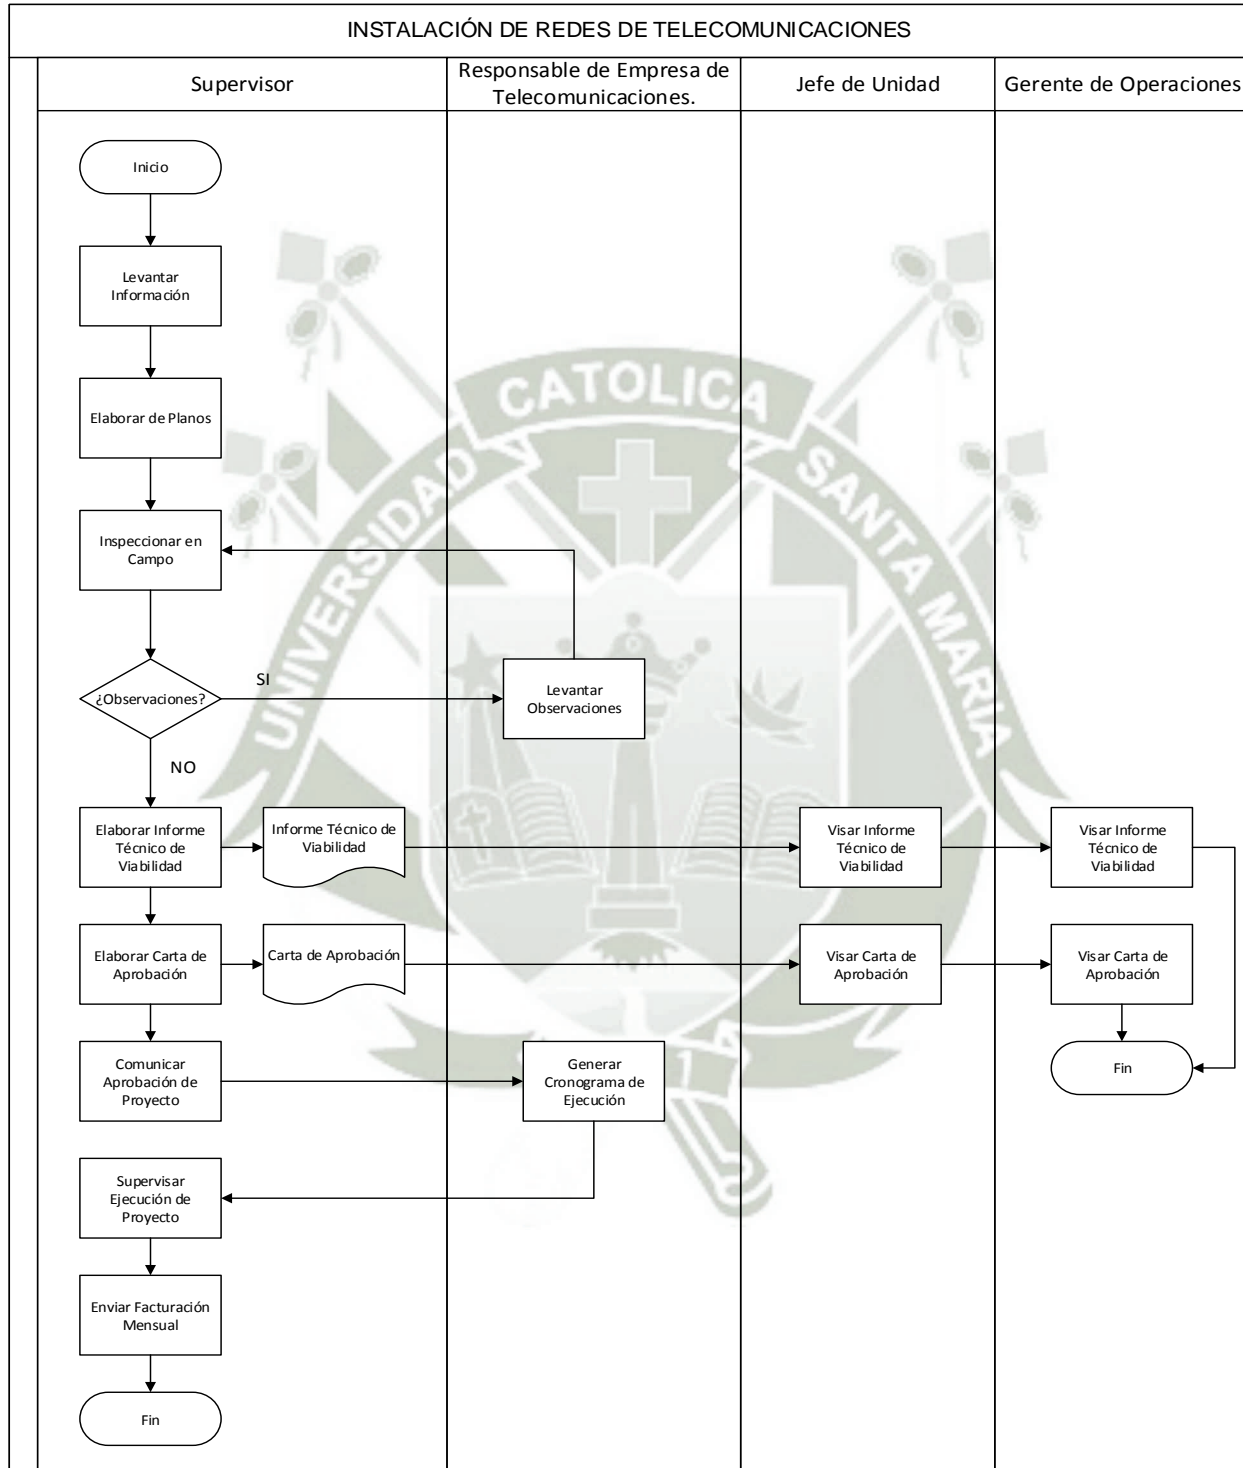 INSTALACIÓN DE REDES DE TELECOMUNICACIONES
Supervisor
Responsable de Empresa de
Telecomunicaciones.
Jefe de Unidad
Gerente de Operaciones
Inicio
Levantar
Información
Elaborar de Planos
Inspeccionar en
Campo
¿Observaciones?
SI
Levantar
Observaciones
NO
Elaborar Informe
Técnico de
Viabilidad
Informe Técnico de
Viabilidad
Visar Informe
Técnico de
Viabilidad
Visar Informe
Técnico de
Viabilidad
Elaborar Carta de
Aprobación
Carta de Aprobación
Visar Carta de
Aprobación
Visar Carta de
Aprobación
Comunicar
Aprobación de
Proyecto
Generar
Cronograma de
Ejecución
Fin
Supervisar
Ejecución de
Proyecto
Enviar Facturación
Mensual
Fin
UNIVERSIDAD
CATOLICA
SANTA MARIA